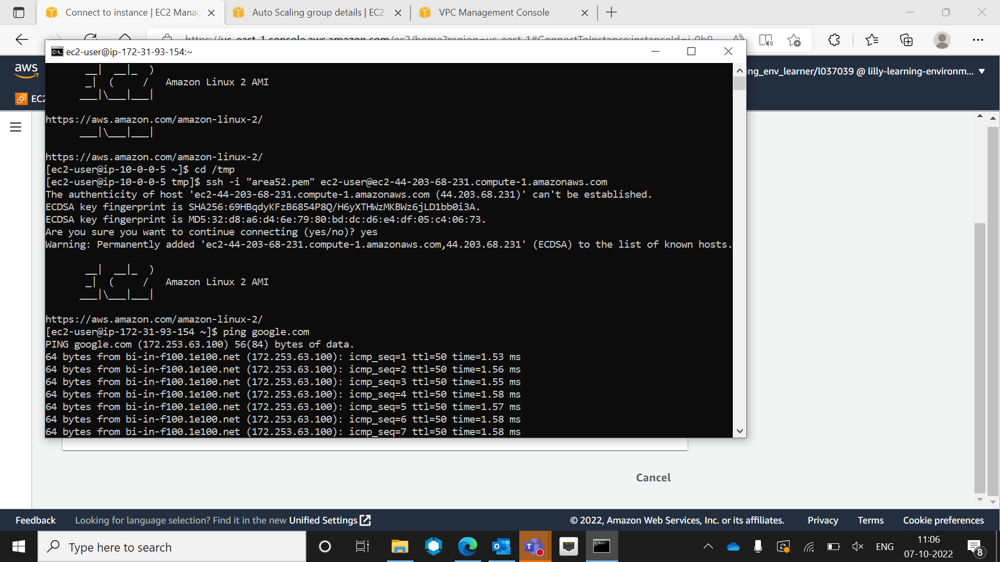 Connect to instance | EC2 Manag
Auto Scaling group details | EC2
VPC Management Console
https://us-east-1.console.aws.amazon.com/ec2/home?region=us-east-1#ConnectToInstance:instanceId=i-0b9
ec2-user@ip-172-31-93-154:~
aws
ing_env_learner/l037039 @ lilly-learning-environm...
EC2
Amazon Linux 2 AMI
https://aws.amazon.com/amazon-linux-2/
https://aws.amazon.com/amazon-linux-2/
[ec2-user@ip-10-0-0-5 ~]$ cd /tmp
[ec2-user@ip-10-0-0-5 tmp]$ ssh -i "area52.pem" ec2-user@ec2-44-203-68-231.compute-1.amazonaws.com
The authenticity of host 'ec2-44-203-68-231.compute-1.amazonaws.com (44.203.68.231)' can't be established.
ECDSA key fingerprint is SHA256:69HBqdyKFzB6854P8Q/H6yXTHWzMKBWz6jLD1bb0i3A.
ECDSA key fingerprint is MD5:32:d8:a6:d4:6e:79:80:bd:dc:d6:e4:df:05:c4:06:73.
Are you sure you want to continue connecting (yes/no)? yes
Warning: Permanently added 'ec2-44-203-68-231.compute-1.amazonaws.com,44.203.68.231' (ECDSA) to the list of known hosts.
Amazon Linux 2 AMI
https://aws.amazon.com/amazon-linux-2/
[ec2-user@ip-172-31-93-154 ~]$ ping google.com
PING google.com (172.253.63.100) 56(84) bytes of data.
64 bytes from bi-in-f100.1e100.net (172.253.63.100): icmp_seq=1 ttl=50 time=1.53 ms
64 bytes from bi-in-f100.1e100.net (172.253.63.100): icmp_seq=2 ttl=50 time=1.56 ms
64 bytes from bi-in-f100.1e100.net (172.253.63.100): icmp_seq=3 ttl=50 time=1.55 ms
64 bytes from bi-in-f100.1e100.net (172.253.63.100): icmp_seq=4 ttl=50 time=1.58 ms
64 bytes from bi-in-f100.1e100.net (172.253.63.100): icmp_seq=5 ttl=50 time=1.57 ms
64 bytes from bi-in-f100.1e100.net (172.253.63.100): icmp_seq=6 ttl=50 time=1.58 ms
64 bytes from bi-in-f100.1e100.net (172.253.63.100): icmp_seq=7 ttl=50 time=1.58 ms
Cancel
Feedback
Looking for language selection? Find it in the new Unified Settings
© 2022, Amazon Web Services, Inc. or its affiliates.
Privacy
Terms
Cookie preferences
Type here to search
ENG
11:06
07-10-2022
8